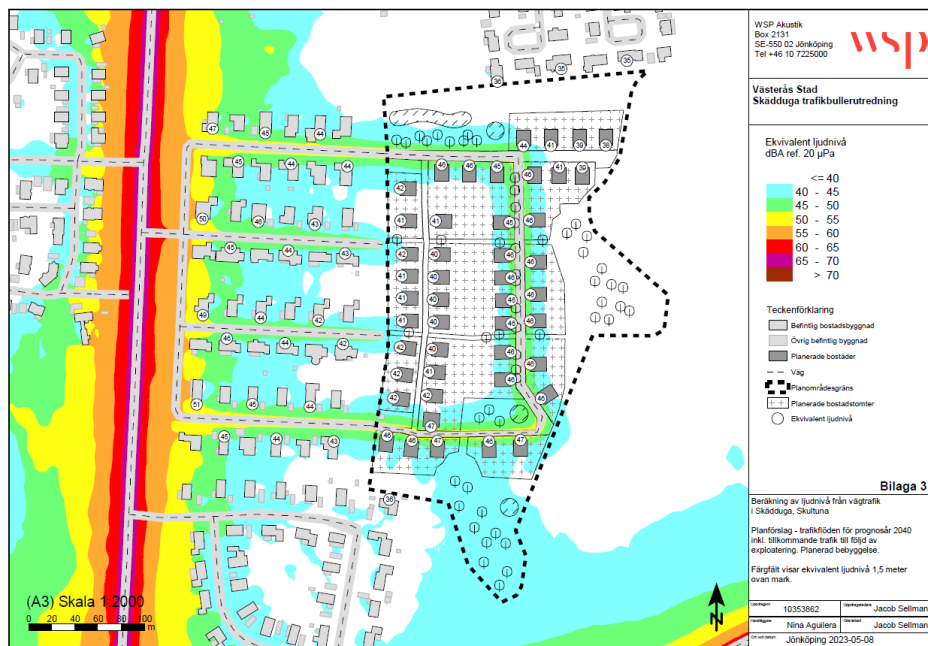 WSP Akustik
Box 2131
SE-550 02 Jönköping
Tel +46 10 7225000
wsp
Västerås Stad
Skädduga trafikbullerutredning
Ekvivalent ljudnivå
dBA ref. 20 µPa
<= 40
40 - 45
45 - 50
50 - 55
55 - 60
60 - 65
65 - 70
> 70
Teckenförklaring
Befintlig bostadsbyggnad
Övrig befintlig byggnad
Planerade bostäder
Väg
Planområdesgräns
Planerade bostadstomter
Ekvivalent ljudnivå
Bilaga 3
Beräkning av ljudnivå från vägtrafik
i Skädduga, Skultuna
Planförslag - trafikflöden för prognosår 2040
inkl. tillkommande trafik till följd av
exploatering. Planerad bebyggelse.
Färgfält visar ekvivalent ljudnivå 1,5 meter
ovan mark.
10353862
Jacob Sellman
Nina Aguilera
Jacob Sellman
Jönköping 2023-05-08
(A3) Skala 1:2000
0 20 40 60 80 100
m
N
36 35 35
47 45 44
44 41 39 38
45 44 44
46 46 45 46 41 39
42
50 46 43
41 41 45 46
45 44 43
42 40 46 46
41 40 46
41 40 46 46
49 44 42
41 40 46 46
46 44 42
42 40 46 46
42 41 46
51 46 44
42 42 46
47
45 44 43
46 46 47 46 47
36